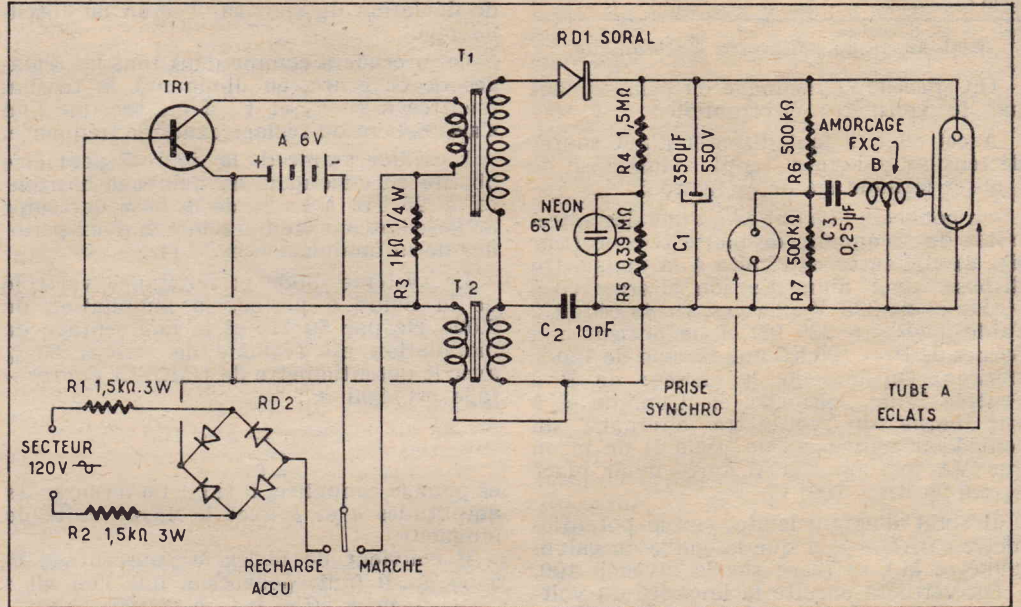 RD1 SORAL
T1
TR1
A 6V
+
-
R3 1kΩ 1/4W
R4 1,5MΩ
NEON
65V
R5 0,39 MΩ
350µF
550V
C1
R6 500kΩ
500kΩ
R7
AMORCAGE
FXC
B
C3
0,25µF
T2
C2 10nF
PRISE
SYNCHRO
TUBE A
ECLATS
R1 1,5kΩ.3W
RD2
SECTEUR
120V ~
R2 1,5kΩ 3W
RECHARGE
ACCU
MARCHE